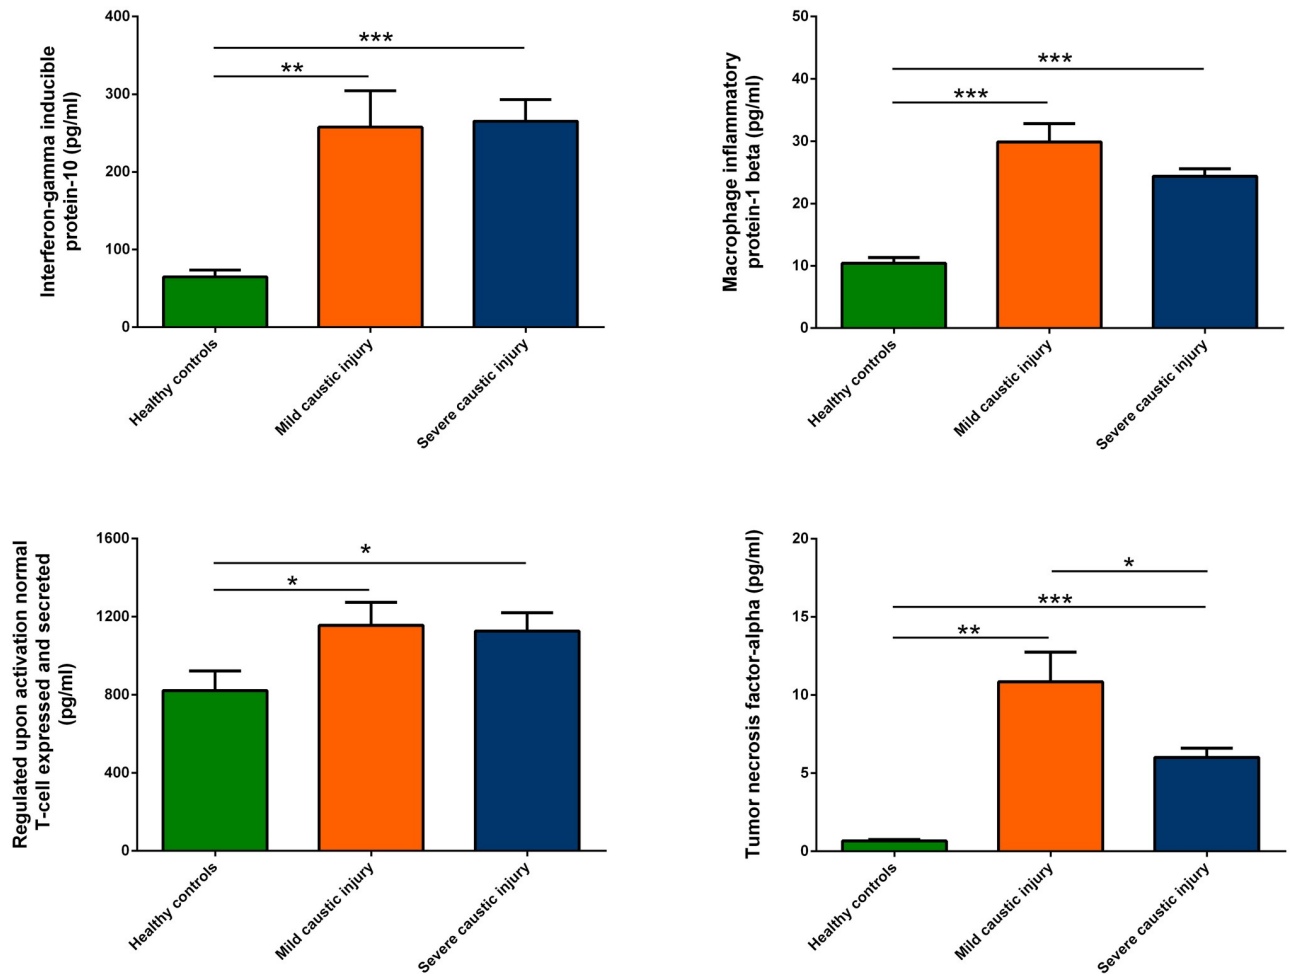 Interferon-gamma inducible
protein-10 (pg/ml)
400
300
200
100
0
***
**
Healthy controls
Mild caustic injury
Severe caustic injury
Macrophage inflammatory
protein-1 beta (pg/ml)
50
40
30
20
10
0
***
***
Healthy controls
Mild caustic injury
Severe caustic injury
Regulated upon activation normal
T-cell expressed and secreted
(pg/ml)
1600
1200
800
400
0
*
*
Healthy controls
Mild caustic injury
Severe caustic injury
Tumor necrosis factor-alpha (pg/ml)
20
15
10
5
0
*
***
**
Healthy controls
Mild caustic injury
Severe caustic injury